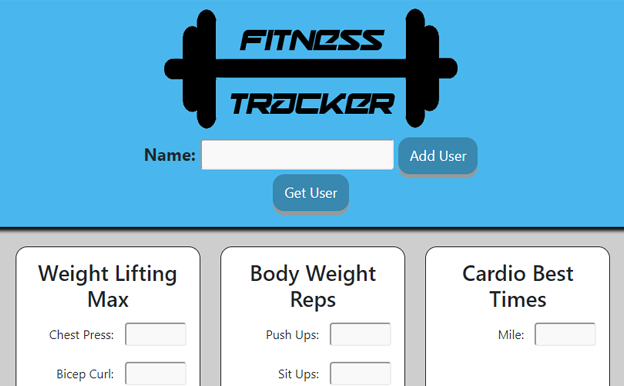 FITNESS
TRACKER
Name: Add User
Get User
Weight Lifting
Max
Chest Press:
Bicep Curl:
Body Weight
Reps
Push Ups:
Sit Ups:
Cardio Best
Times
Mile: